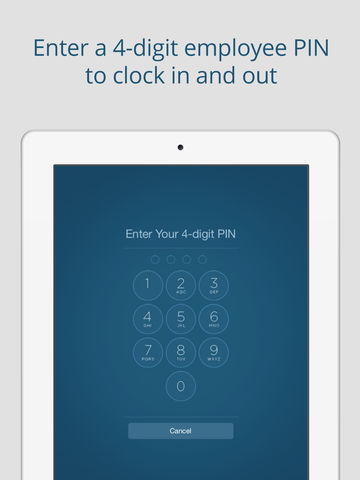 Enter a 4-digit employee PIN
to clock in and out
Enter Your 4-digit PIN
1 2 3
ABC DEF
4 5 6
GHI JKL MNO
7 8 9
PQRS TUV WXYZ
0
Cancel